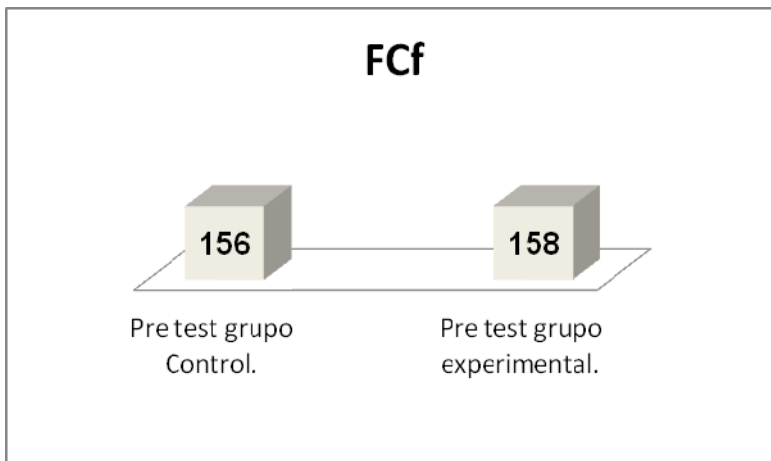 FCf
156
158
Pre test grupo
Control.
Pre test grupo
experimental.